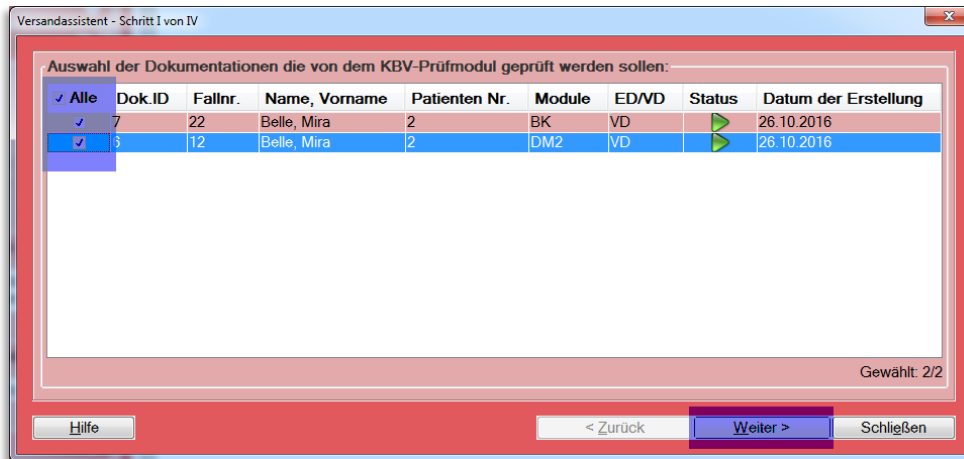 Versandassistent - Schritt I von IV
Auswahl der Dokumentationen die von dem KBV-Prüfmodul geprüft werden sollen:
Alle Dok.ID Fallnr. Name, Vorname Patienten Nr. Module ED/VD Status Datum der Erstellung
7 22 Belle, Mira 2 BK VD 26.10.2016
6 12 Belle, Mira 2 DM2 VD 26.10.2016
Gewählt: 2/2
Hilfe < Zurück Weiter > Schließen